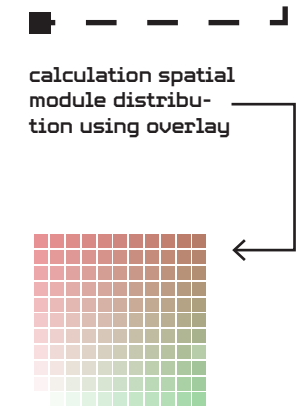 calculation spatial
module distribu-
tion using overlay